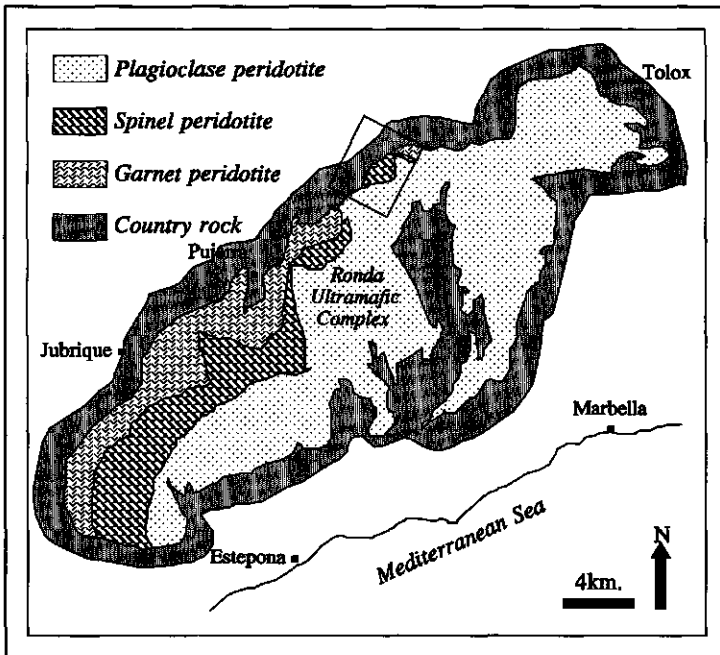 Plagioclase peridotite
Spinel peridotite
Garnet peridotite
Country rock
Tolox
Ronda
Ultramafic
Complex
Jubrique
Marbella
Mediterranean Sea
Estepona
N
4km.